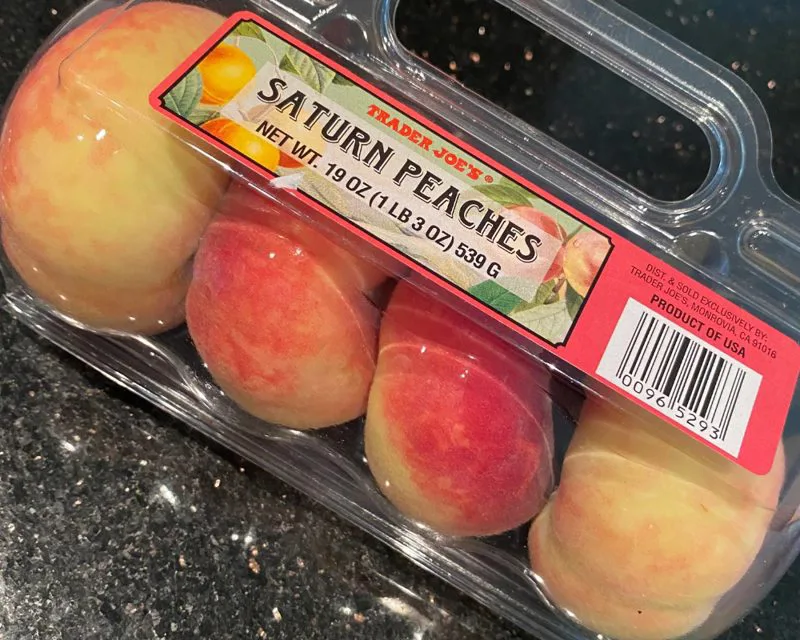 TRADER JOE'S®
SATURN PEACHES
NET WT. 19 OZ (1 LB 3 OZ) 539 G
DIST. & SOLD EXCLUSIVELY BY:
TRADER JOE'S, MONROVIA, CA 91016
PRODUCT OF USA
0096 5293